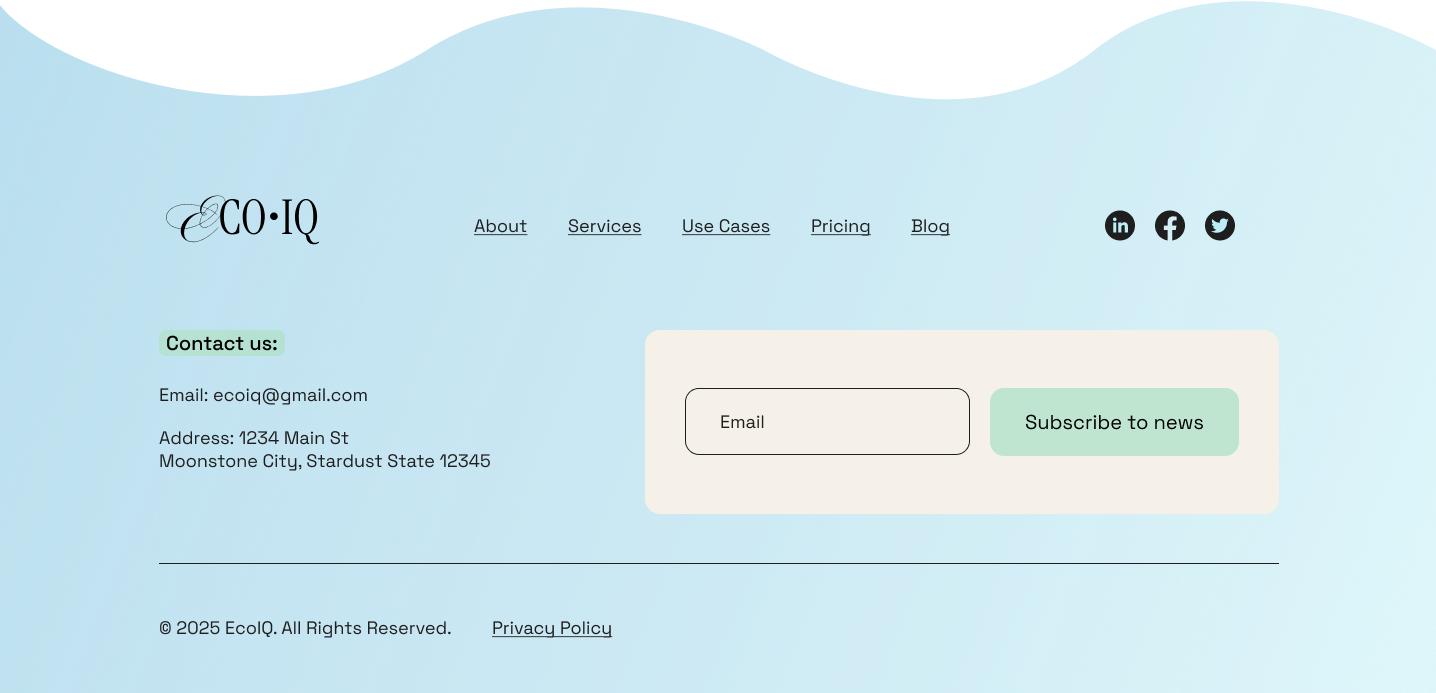 ECO•IQ
About Services Use Cases Pricing Blog
in f
Contact us:
Email: ecoiq@gmail.com
Address: 1234 Main St
Moonstone City, Stardust State 12345
Email
Subscribe to news
© 2025 EcoIQ. All Rights Reserved. Privacy Policy